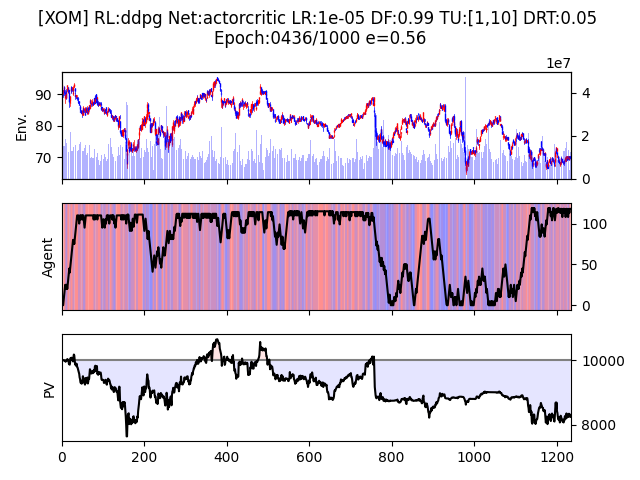 [XOM] RL:ddpg Net:actorcritic LR:1e-05 DF:0.99 TU:[1,10] DRT:0.05
Epoch:0436/1000 e=0.56
1e7
Env.
90
80
70
4
2
0
Agent
100
50
0
PV
10000
8000
0 200 400 600 800 1000 1200